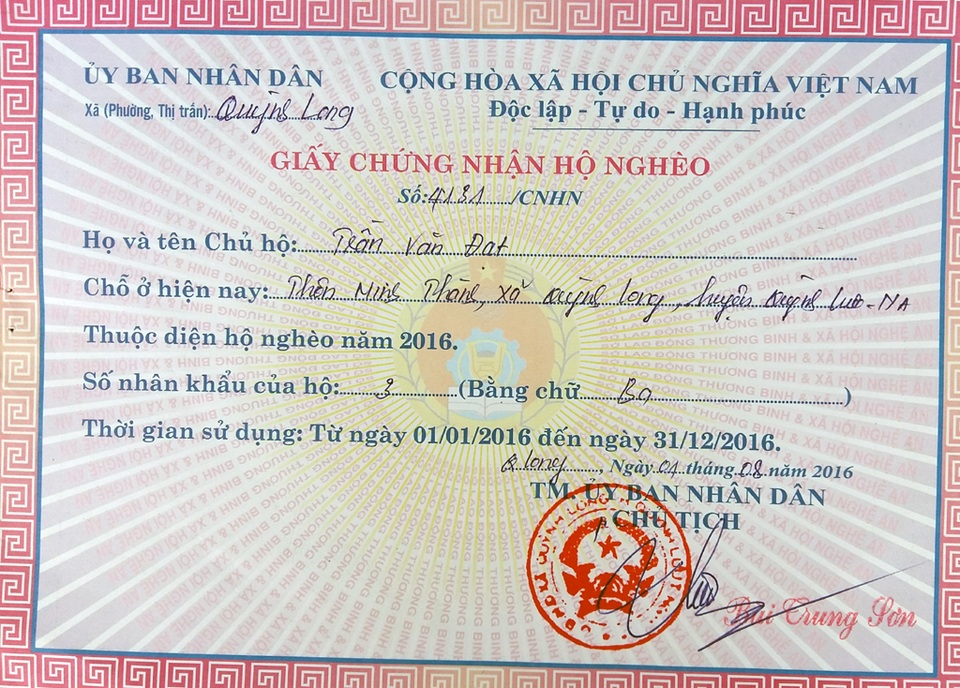 ỦY BAN NHÂN DÂN
Xã (Phường, Thị trấn): Quỳnh Long
CỘNG HÒA XÃ HỘI CHỦ NGHĨA VIỆT NAM
Độc lập - Tự do - Hạnh phúc
GIẤY CHỨNG NHẬN HỘ NGHÈO
Số: 4131 /CNHN
Họ và tên Chủ hộ: Trần Văn Đạt
Chỗ ở hiện nay: Thôn Minh Thành, xã Quỳnh Long, huyện Quỳnh Lưu - NA
Thuộc diện hộ nghèo năm 2016.
Số nhân khẩu của hộ: 3 (Bằng chữ Ba )
Thời gian sử dụng: Từ ngày 01/01/2016 đến ngày 31/12/2016.
Q Long, Ngày 01 tháng 08 năm 2016
TM. ỦY BAN NHÂN DÂN
CHỦ TỊCH
Bùi Trung Sơn